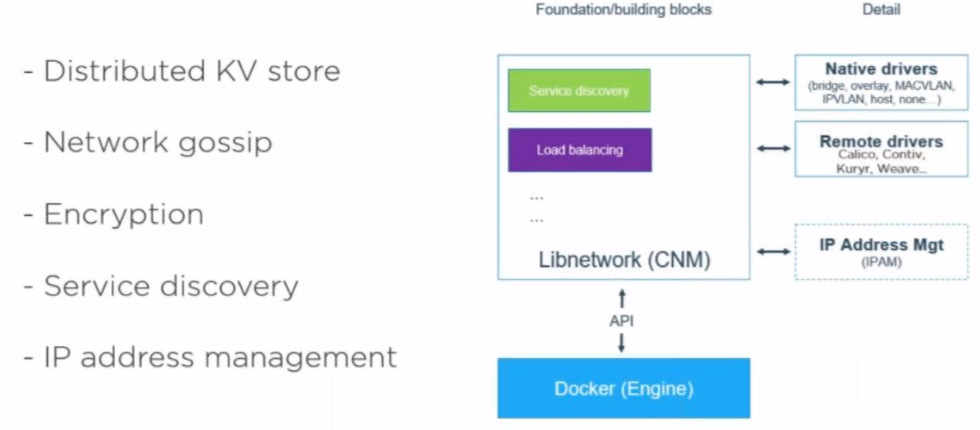 - Distributed KV store
- Network gossip
- Encryption
- Service discovery
- IP address management
Foundation/building blocks
Service discovery
Load balancing
...
...
Libnetwork (CNM)
API
Docker (Engine)
Detail
Native drivers
(bridge, overlay, MACVLAN,
IPVLAN, host, none...)
Remote drivers
Calico, Contiv,
Kuryr, Weave...
IP Address Mgt
(IPAM)